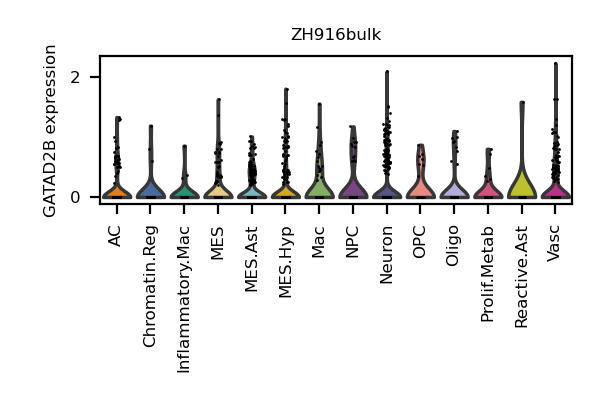 ZH916bulk
GATAD2B expression
2
0
AC
Chromatin.Reg
Inflammatory.Mac
MES
MES.Ast
MES.Hyp
Mac
NPC
Neuron
OPC
Oligo
Prolif.Metab
Reactive.Ast
Vasc